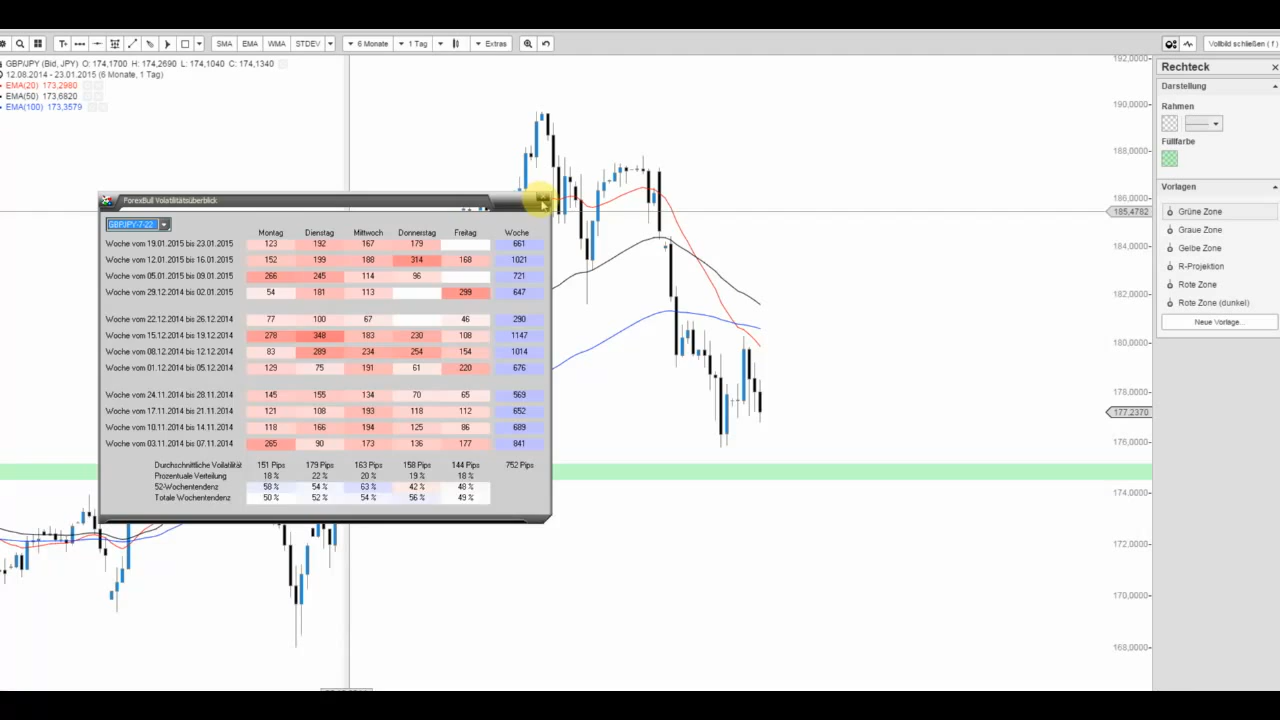 SMA EMA WMA STDEV 6 Monate 1 Tag Extras Vollbild schließen ( f )
GBP/JPY (Bid, JPY) O: 174,1700 H: 174,2690 L: 174,1040 C: 174,1340
12.08.2014 - 23.01.2015 (6 Monate, 1 Tag)
EMA(20) 173,2980
EMA(50) 173,6820
EMA(100) 173,3579
192,0000
190,0000
188,0000
186,0000
185,4782
184,0000
182,0000
180,0000
178,0000
177,2370
176,0000
174,0000
172,0000
170,0000
168,0000
Rechteck
Darstellung
Rahmen
Füllfarbe
Vorlagen
Grüne Zone
Graue Zone
Gelbe Zone
R-Projektion
Rote Zone
Rote Zone (dunkel)
Neue Vorlage...
ForexBull Volatilitätsüberblick
GBPJPY-7-22
Montag Dienstag Mittwoch Donnerstag Freitag Woche
Woche vom 19.01.2015 bis 23.01.2015 123 192 167 179 661
Woche vom 12.01.2015 bis 16.01.2015 152 199 188 314 168 1021
Woche vom 05.01.2015 bis 09.01.2015 266 245 114 96 721
Woche vom 29.12.2014 bis 02.01.2015 54 181 113 299 647
Woche vom 22.12.2014 bis 26.12.2014 77 100 67 46 290
Woche vom 15.12.2014 bis 19.12.2014 278 348 183 230 108 1147
Woche vom 08.12.2014 bis 12.12.2014 83 289 234 254 154 1014
Woche vom 01.12.2014 bis 05.12.2014 129 75 191 61 220 676
Woche vom 24.11.2014 bis 28.11.2014 145 155 134 70 65 569
Woche vom 17.11.2014 bis 21.11.2014 121 108 193 118 112 652
Woche vom 10.11.2014 bis 14.11.2014 118 166 194 125 86 689
Woche vom 03.11.2014 bis 07.11.2014 265 90 173 136 177 841
Durchschnittliche Voilatilität 151 Pips 179 Pips 163 Pips 158 Pips 144 Pips 752 Pips
Prozentuale Verteilung 18 % 22 % 20 % 19 % 18 %
52-Wochentendenz 58 % 54 % 63 % 42 % 48 %
Totale Wochentendenz 50 % 52 % 54 % 56 % 49 %